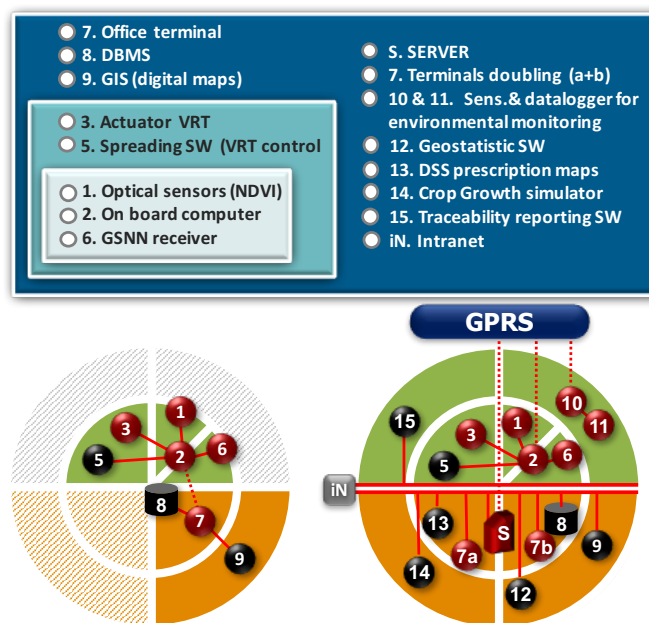 7. Office terminal
8. DBMS
9. GIS (digital maps)
3. Actuator VRT
5. Spreading SW (VRT control
1. Optical sensors (NDVI)
2. On board computer
6. GSNN receiver
S. SERVER
7. Terminals doubling (a+b)
10 & 11. Sens.& datalogger for
environmental monitoring
12. Geostatistic SW
13. DSS prescription maps
14. Crop Growth simulator
15. Traceability reporting SW
iN. Intranet
GPRS
1
3
2
6
5
8
7
9
10
11
15
1
3
2
6
5
iN
13
14
7a
S
7b
8
9
12